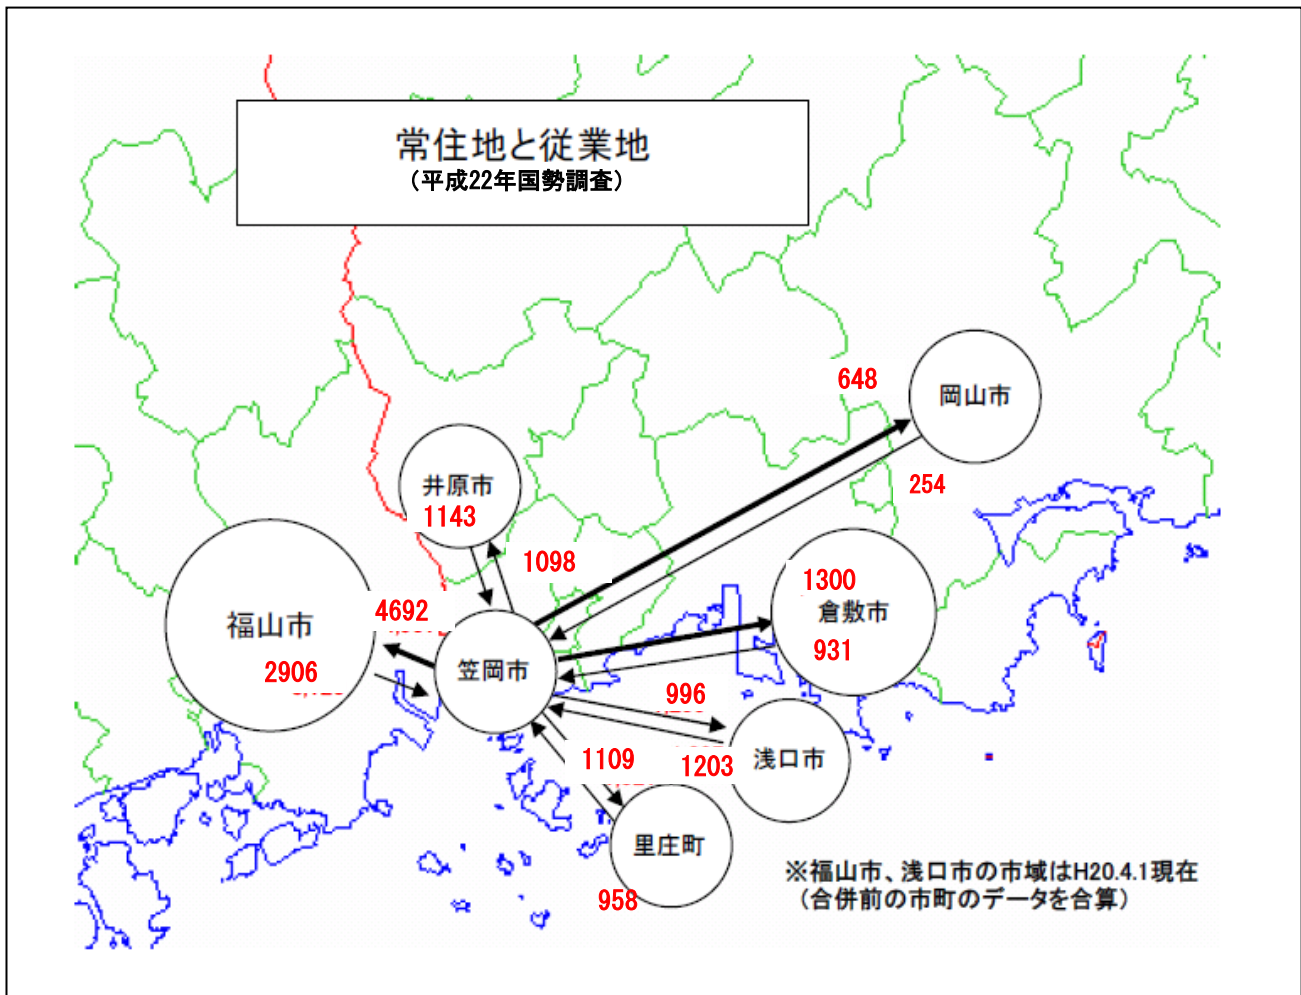 常住地と従業地
（平成22年国勢調査）
648
岡山市
井原市
1143
254
1098
1300
倉敷市
4692
福山市
931
笠岡市
2906
996
1109
1203
浅口市
里庄町
958
※福山市、浅口市の市域はH20.4.1現在
（合併前の市町のデータを合算）